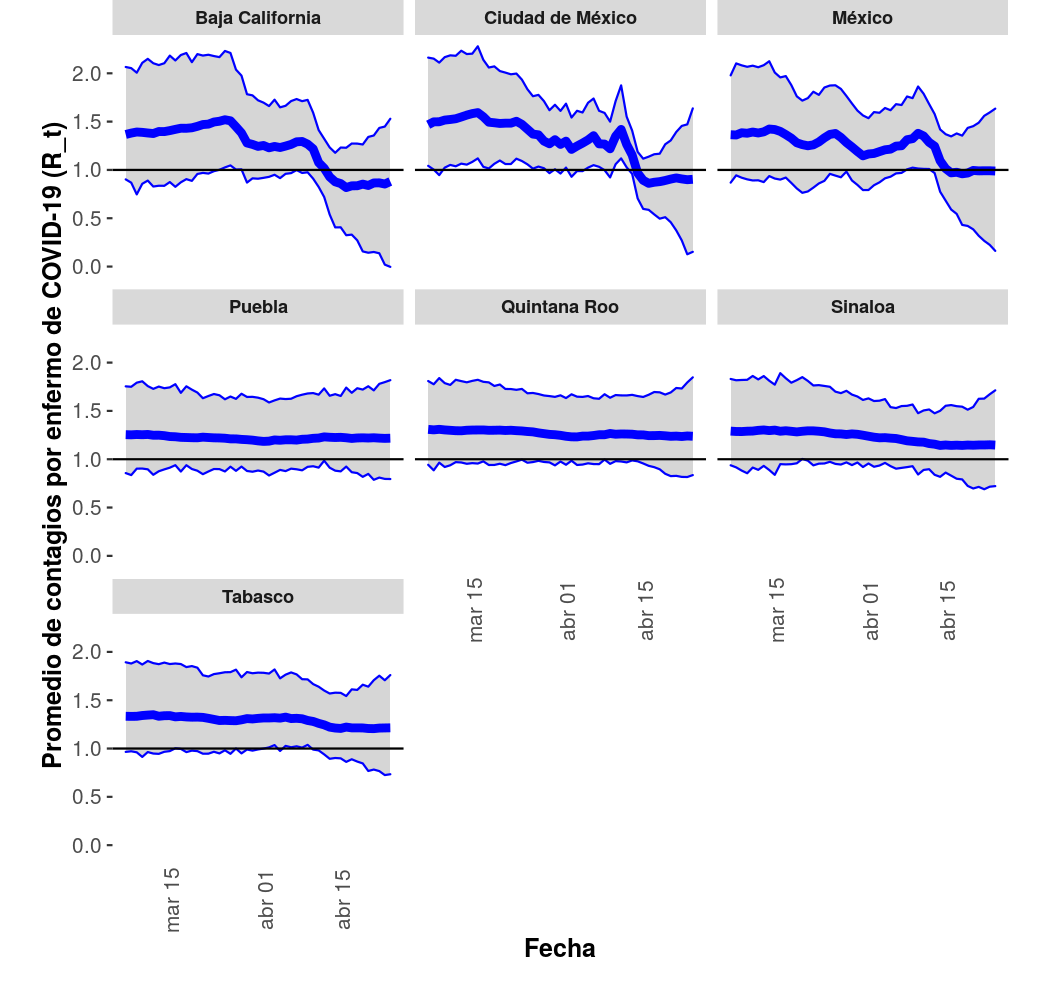 Baja California
Ciudad de México
México
2.0
1.5
1.0
0.5
0.0
Puebla
Quintana Roo
Sinaloa
2.0
1.5
1.0
0.5
0.0
mar 15
abr 01
abr 15
mar 15
abr 01
abr 15
Tabasco
2.0
1.5
1.0
0.5
0.0
mar 15
abr 01
abr 15
Promedio de contagios por enfermo de COVID-19 (R_t)
Fecha